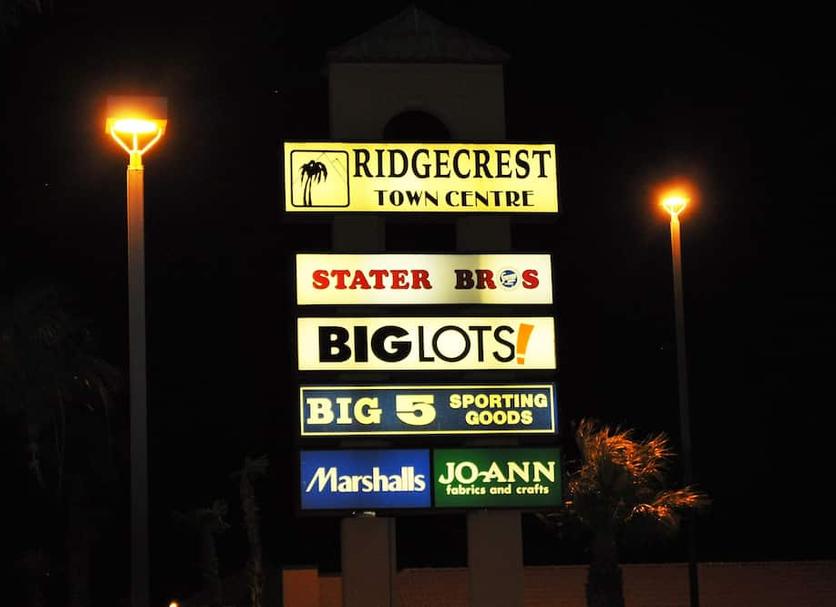 RIDGECREST
TOWN CENTRE
STATER BROS
BIG LOTS!
BIG 5 SPORTING
GOODS
Marshalls
JO-ANN
fabrics and crafts